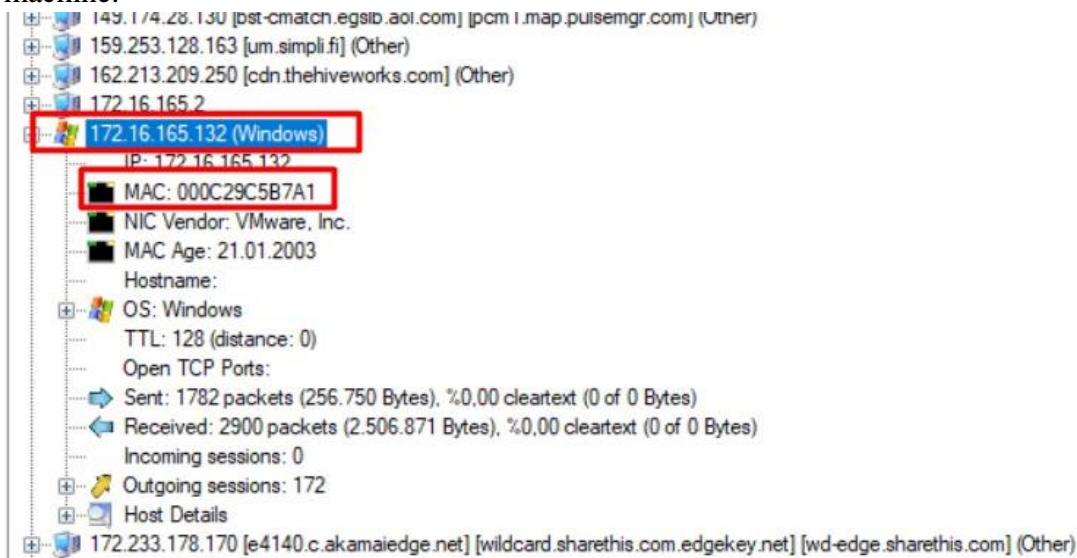 machine.
149.174.28.130 [bst-cmatch.egslb.aol.com] [pcm1.map.pulsemgr.com] (Other)
159.253.128.163 [um.simpli.fi] (Other)
162.213.209.250 [cdn.thehiveworks.com] (Other)
172.16.165.2
172.16.165.132 (Windows)
IP: 172.16.165.132
MAC: 000C29C5B7A1
NIC Vendor: VMware, Inc.
MAC Age: 21.01.2003
Hostname:
OS: Windows
TTL: 128 (distance: 0)
Open TCP Ports:
Sent: 1782 packets (256.750 Bytes), %0,00 cleartext (0 of 0 Bytes)
Received: 2900 packets (2.506.871 Bytes), %0,00 cleartext (0 of 0 Bytes)
Incoming sessions: 0
Outgoing sessions: 172
Host Details
172.233.178.170 [e4140.c.akamaiedge.net] [wildcard.sharethis.com.edgekey.net] [wd-edge.sharethis.com] (Other)